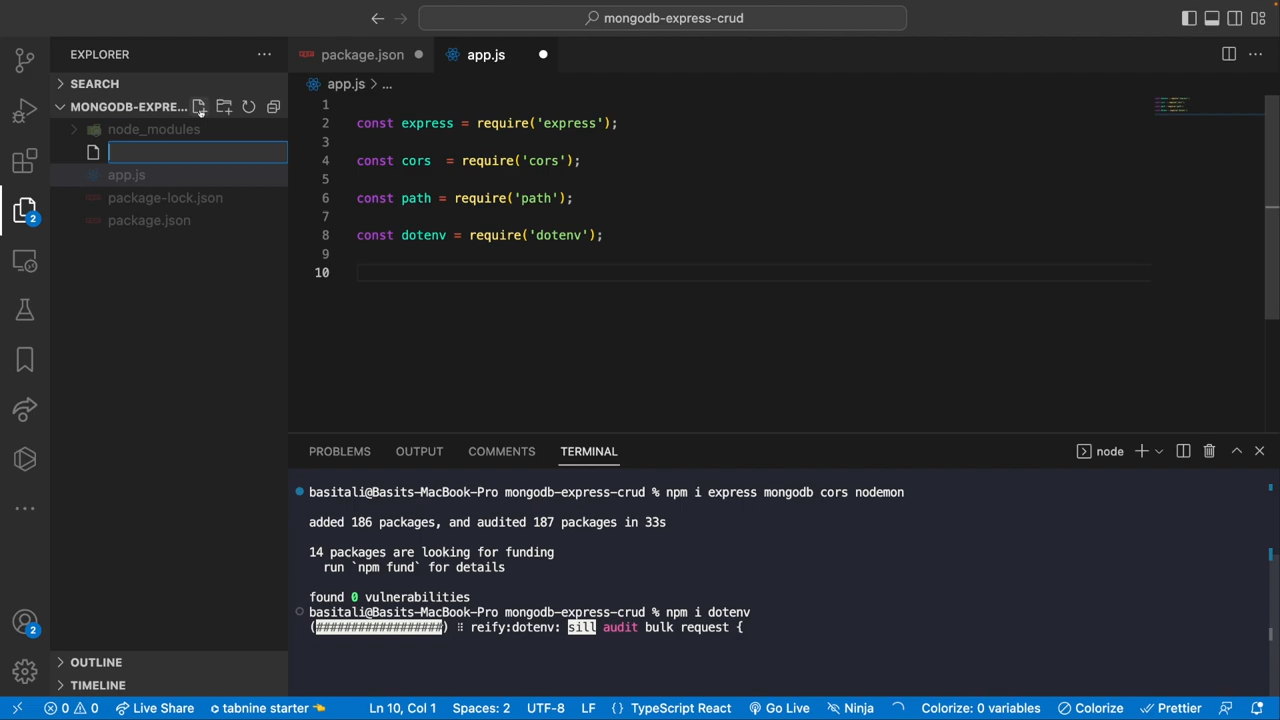 mongodb-express-crud
EXPLORER
SEARCH
MONGODB-EXPRE...
node_modules
app.js
package-lock.json
package.json
OUTLINE
TIMELINE
2
2
package.json
app.js
app.js > ...
1
2 const express = require('express');
3
4 const cors = require('cors');
5
6 const path = require('path');
7
8 const dotenv = require('dotenv');
9
10
PROBLEMS OUTPUT COMMENTS TERMINAL
node
basitali@Basits-MacBook-Pro mongodb-express-crud % npm i express mongodb cors nodemon
added 186 packages, and audited 187 packages in 33s
14 packages are looking for funding
run `npm fund` for details
found 0 vulnerabilities
basitali@Basits-MacBook-Pro mongodb-express-crud % npm i dotenv
(##################) ⠿ reify:dotenv: sill audit bulk request {
0 0 Live Share tabnine starter Ln 10, Col 1 Spaces: 2 UTF-8 LF {} TypeScript React Go Live Ninja Colorize: 0 variables Colorize Prettier